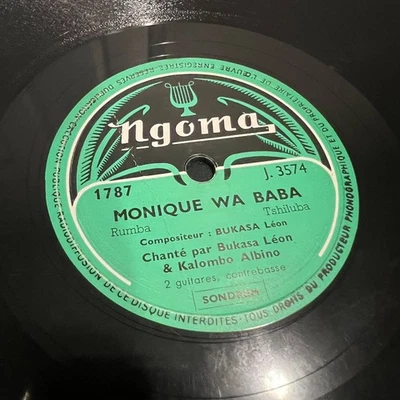 ngoma
1787
J. 3574
MONIQUE WA BABA
Rumba
Tshiluba
Compositeur : BUKASA Léon
Chanté par Bukasa Léon
& Kalombo Albino
2 guitares, contrebasse
DE CE DISQUE INTERDITES · TOUS DROITS DU PRODUCTEUR PHONOGRAPHIQUE ET DU PROPRIÉTAIRE DE L'ŒUVRE ENREGISTRÉE RÉSERVÉS